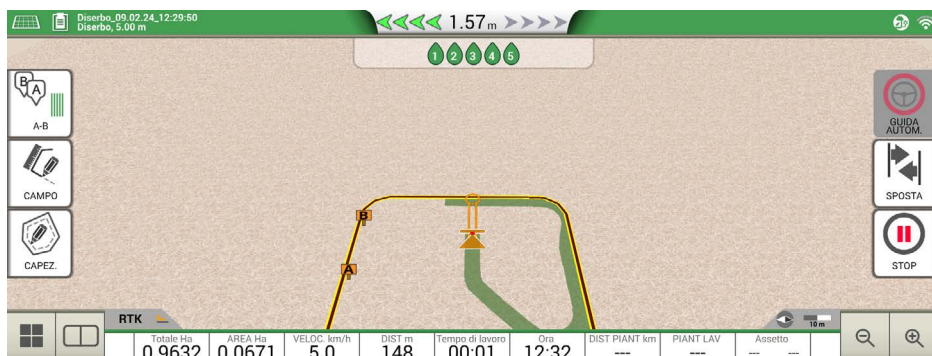 Diserbo_09.02.24_12:29:50
Diserbo, 5.00 m
1.57 m
1 2 3 4 5
B A
A-B
CAMPO
CAPEZ.
GUIDA
AUTOM.
SPOSTA
STOP
B
A
RTK
10 m
Totale Ha
0.9632
AREA Ha
0.0671
VELOC. km/h
5.0
DIST m
148
Tempo di lavoro
00:01
Ora
12:32
DIST PIANT km
---
PIANT LAV
---
Assetto
--- ---